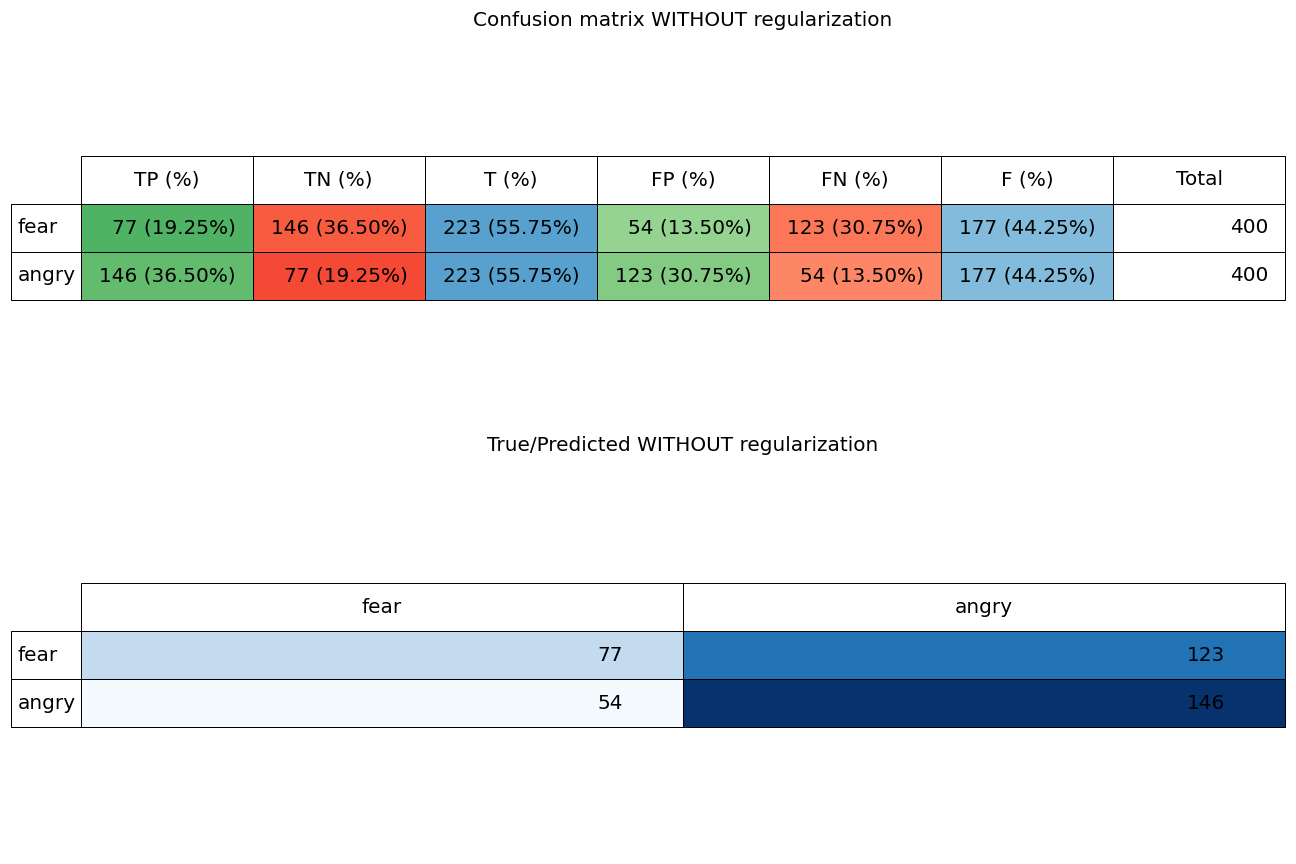 Confusion matrix WITHOUT regularization
TP (%) TN (%) T (%) FP (%) FN (%) F (%) Total
fear 77 (19.25%) 146 (36.50%) 223 (55.75%) 54 (13.50%) 123 (30.75%) 177 (44.25%) 400
angry 146 (36.50%) 77 (19.25%) 223 (55.75%) 123 (30.75%) 54 (13.50%) 177 (44.25%) 400
True/Predicted WITHOUT regularization
fear angry
fear 77 123
angry 54 146